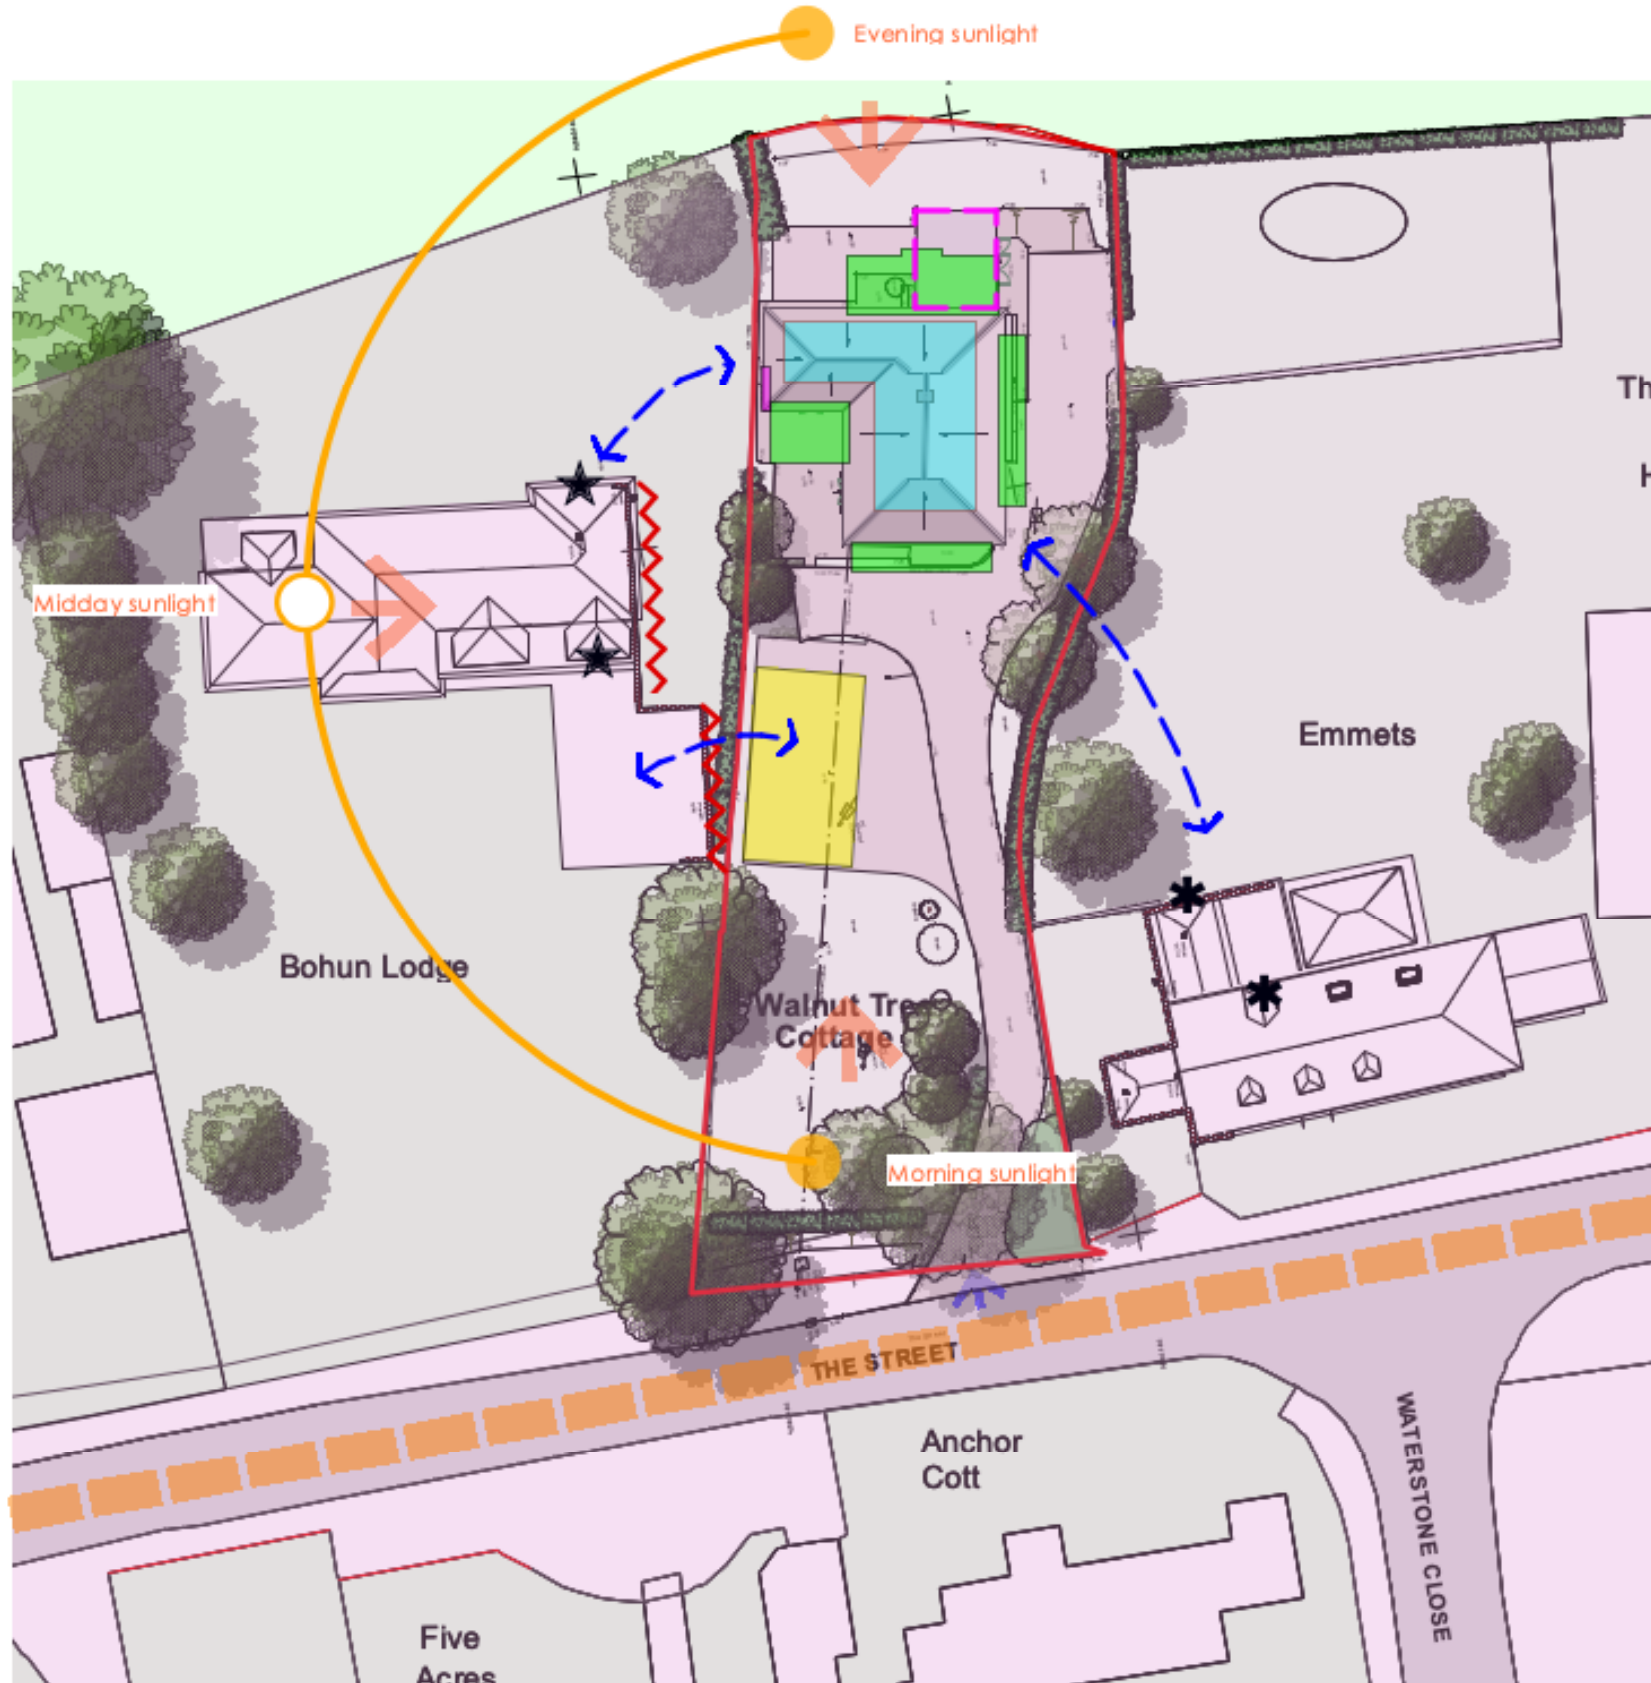 Evening sunlight
Th
H
Midday sunlight
Emmets
Bohun Lodge
Walnut Tre
Cottage
Morning sunlight
THE STREET
WATERSTONE CLOSE
Anchor
Cott
Five
Acres